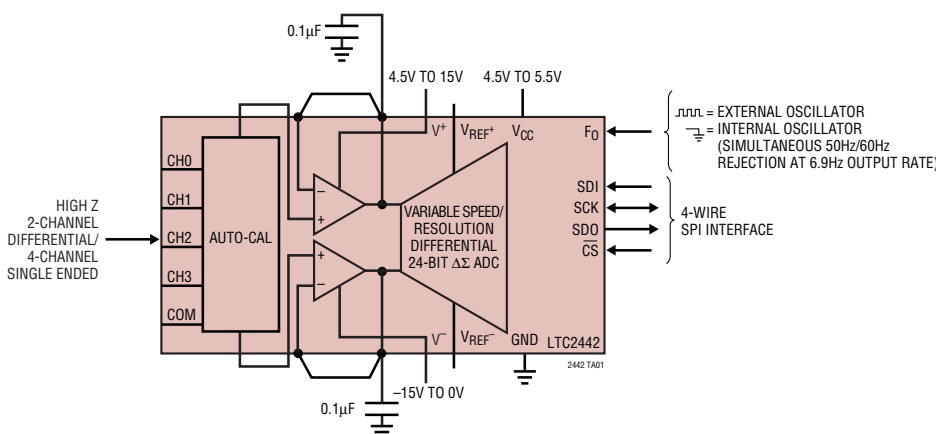 0.1µF
4.5V TO 15V
4.5V TO 5.5V
V+
VREF+
VCC
FO
= EXTERNAL OSCILLATOR
= INTERNAL OSCILLATOR
(SIMULTANEOUS 50Hz/60Hz
REJECTION AT 6.9Hz OUTPUT RATE)
HIGH Z
2-CHANNEL
DIFFERENTIAL/
4-CHANNEL
SINGLE ENDED
CH0
CH1
CH2
CH3
COM
AUTO-CAL
–
+
+
–
VARIABLE SPEED/
RESOLUTION
DIFFERENTIAL
24-BIT ΔΣ ADC
SDI
SCK
SDO
C̅S̅
4-WIRE
SPI INTERFACE
V–
VREF–
GND
LTC2442
2442 TA01
–15V TO 0V
0.1µF